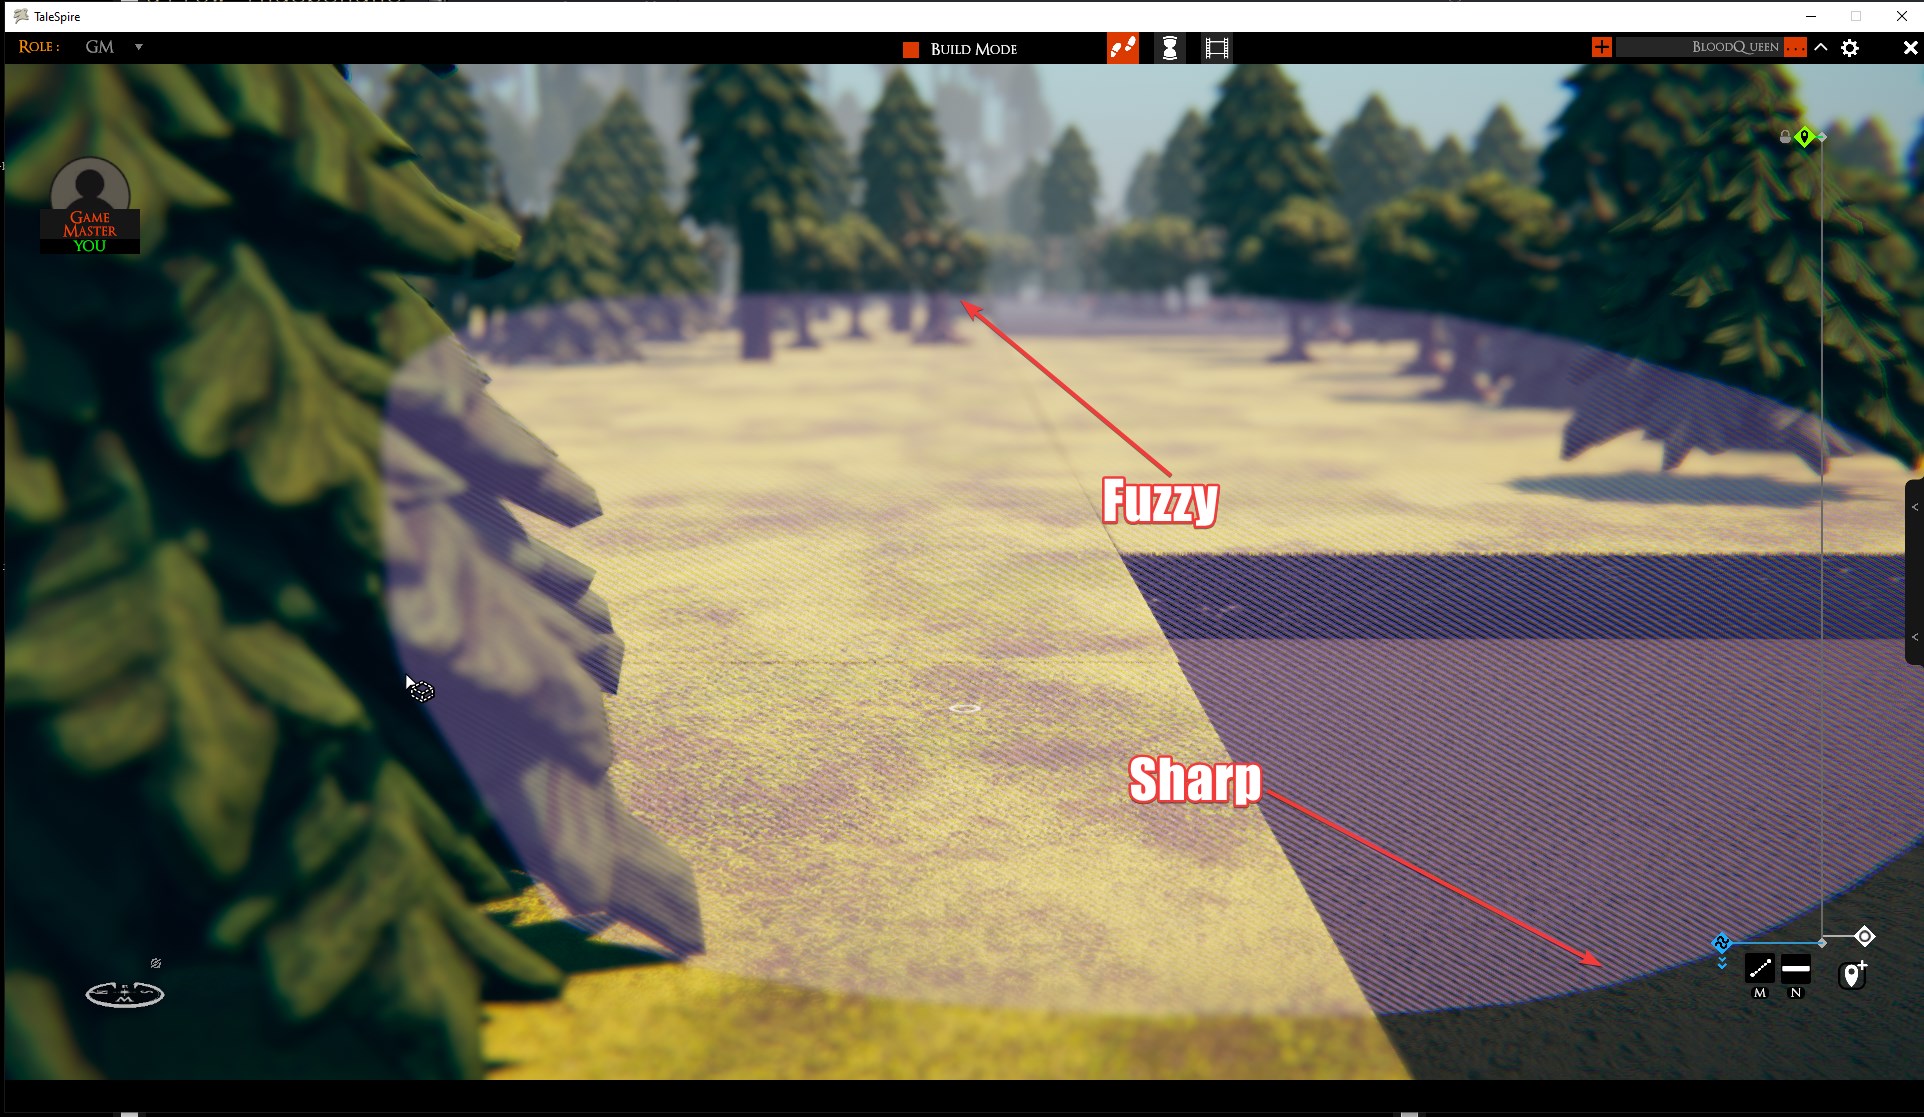 TaleSpire
ROLE : GM
BUILD MODE
BLOODQUEEN
GAME
MASTER
YOU
Fuzzy
Sharp
M N